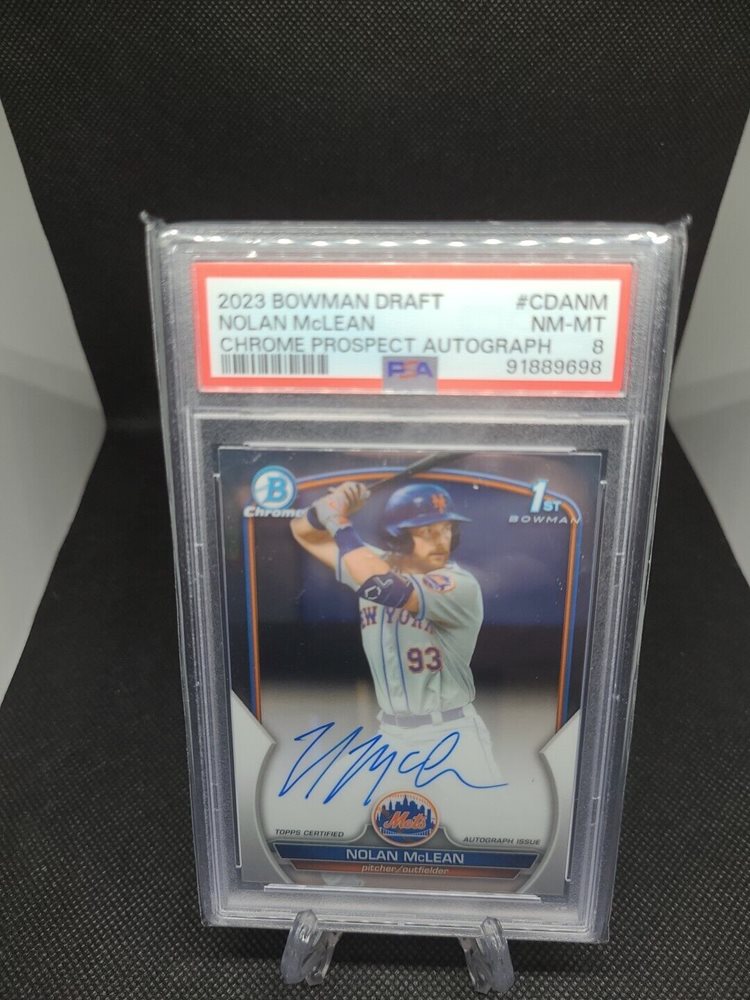 2023 BOWMAN DRAFT #CDANM
NOLAN McLEAN NM-MT
CHROME PROSPECT AUTOGRAPH 8
PSA 91889698
B
Chrome
1ST
BOWMAN
EW YORK
93
Mets
TOPPS CERTIFIED
AUTOGRAPH ISSUE
NOLAN McLEAN
pitcher/outfielder